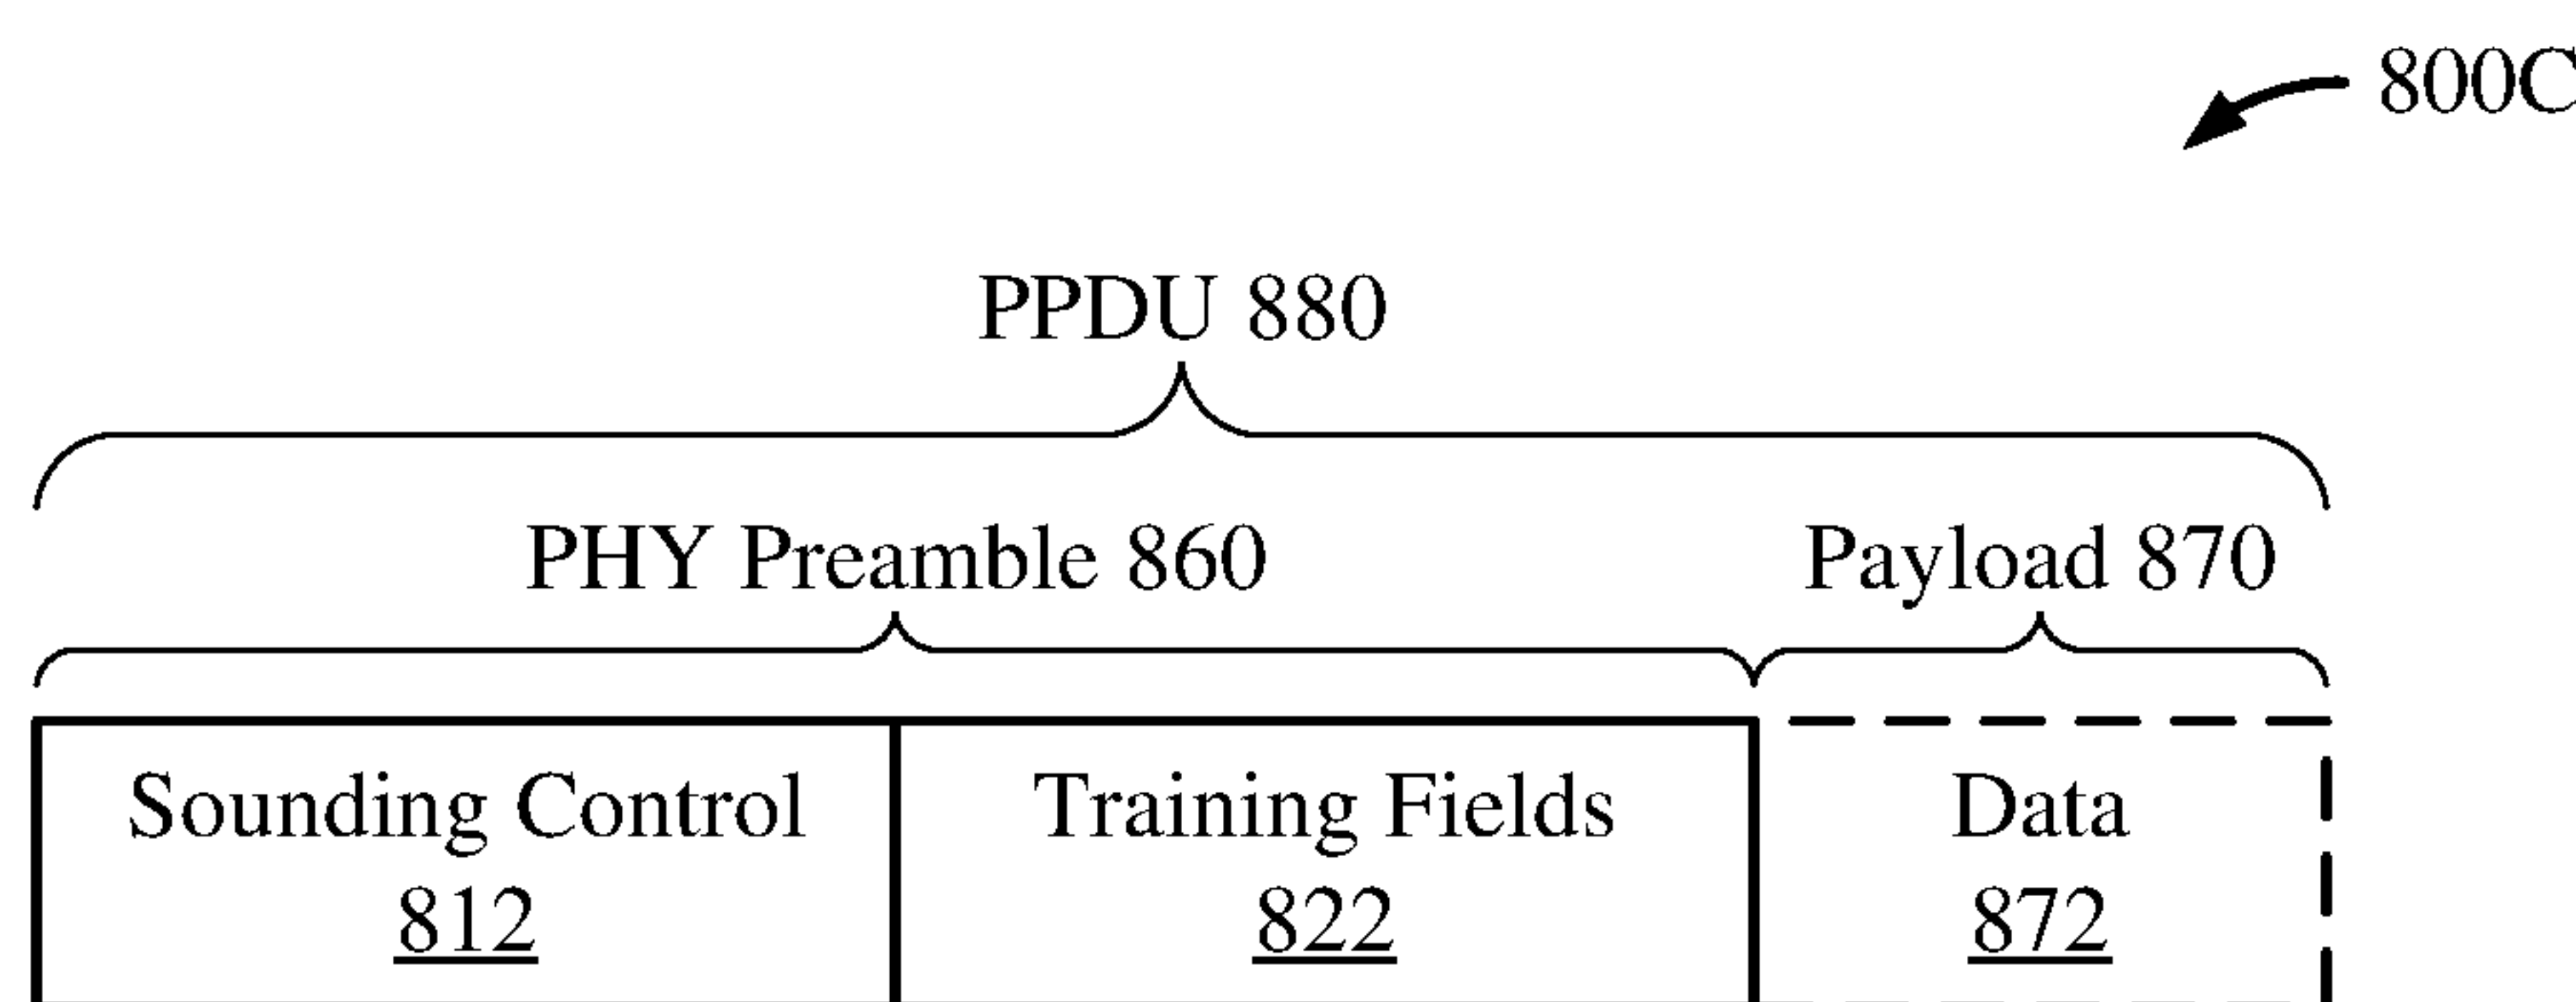 800C
PPDU 880
PHY Preamble 860
Payload 870
Sounding Control
812
Training Fields
822
Data
872